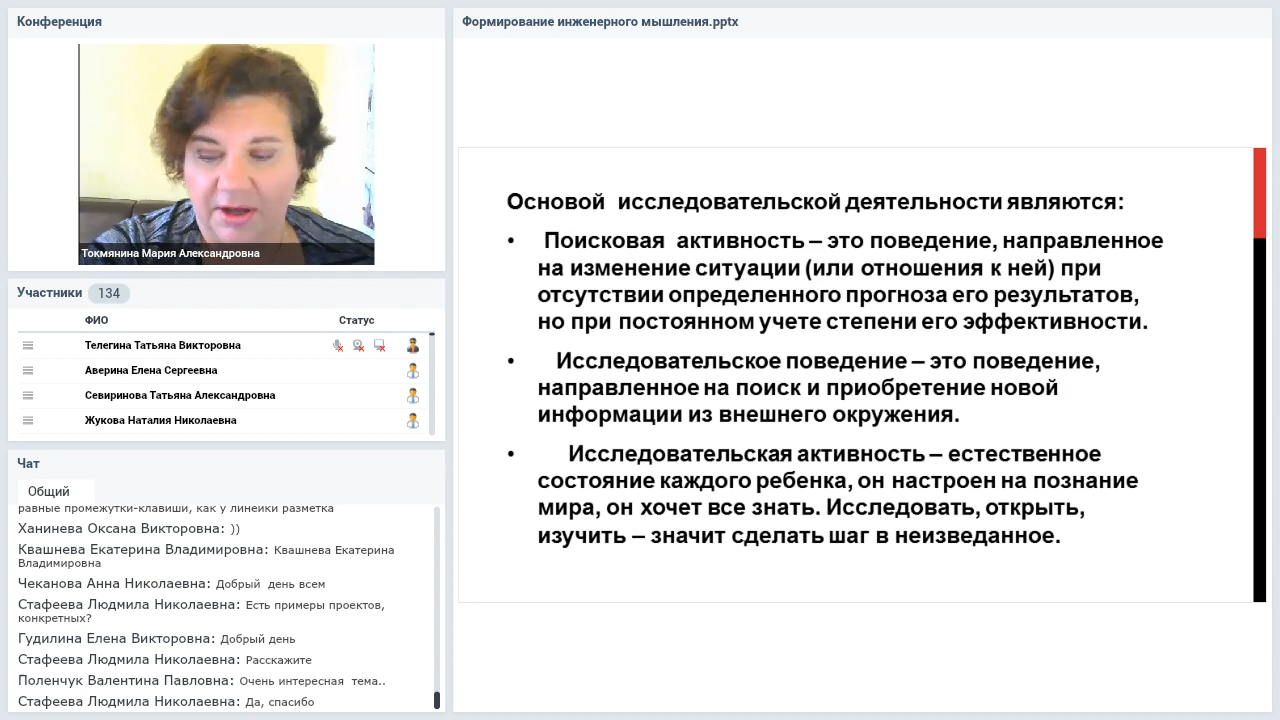 Конференция
Токмянина Мария Александровна
Участники 134
ФИО Статус
Телегина Татьяна Викторовна
Аверина Елена Сергеевна
Севиринова Татьяна Александровна
Жукова Наталия Николаевна
Чат
Общий
равные промежутки-клавиши, как у линейки разметка
Ханинева Оксана Викторовна: ))
Квашнева Екатерина Владимировна: Квашнева Екатерина
Владимировна
Чеканова Анна Николаевна: Добрый день всем
Стафеева Людмила Николаевна: Есть примеры проектов,
конкретных?
Гудилина Елена Викторовна: Добрый день
Стафеева Людмила Николаевна: Расскажите
Поленчук Валентина Павловна: Очень интересная тема..
Стафеева Людмила Николаевна: Да, спасибо
Формирование инженерного мышления.pptx
Основой исследовательской деятельности являются:
• Поисковая активность – это поведение, направленное
на изменение ситуации (или отношения к ней) при
отсутствии определенного прогноза его результатов,
но при постоянном учете степени его эффективности.
• Исследовательское поведение – это поведение,
направленное на поиск и приобретение новой
информации из внешнего окружения.
• Исследовательская активность – естественное
состояние каждого ребенка, он настроен на познание
мира, он хочет все знать. Исследовать, открыть,
изучить – значит сделать шаг в неизведанное.